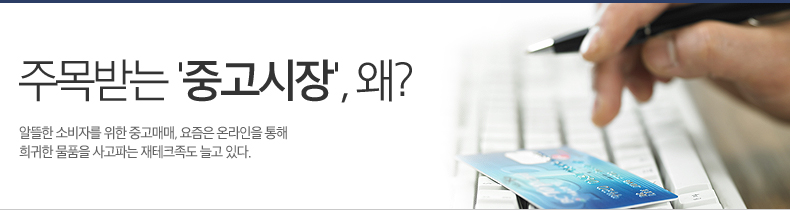 주목받는 '중고시장', 왜?
알뜰한 소비자를 위한 중고매매, 요즘은 온라인을 통해
희귀한 물품을 사고파는 재테크족도 늘고 있다.